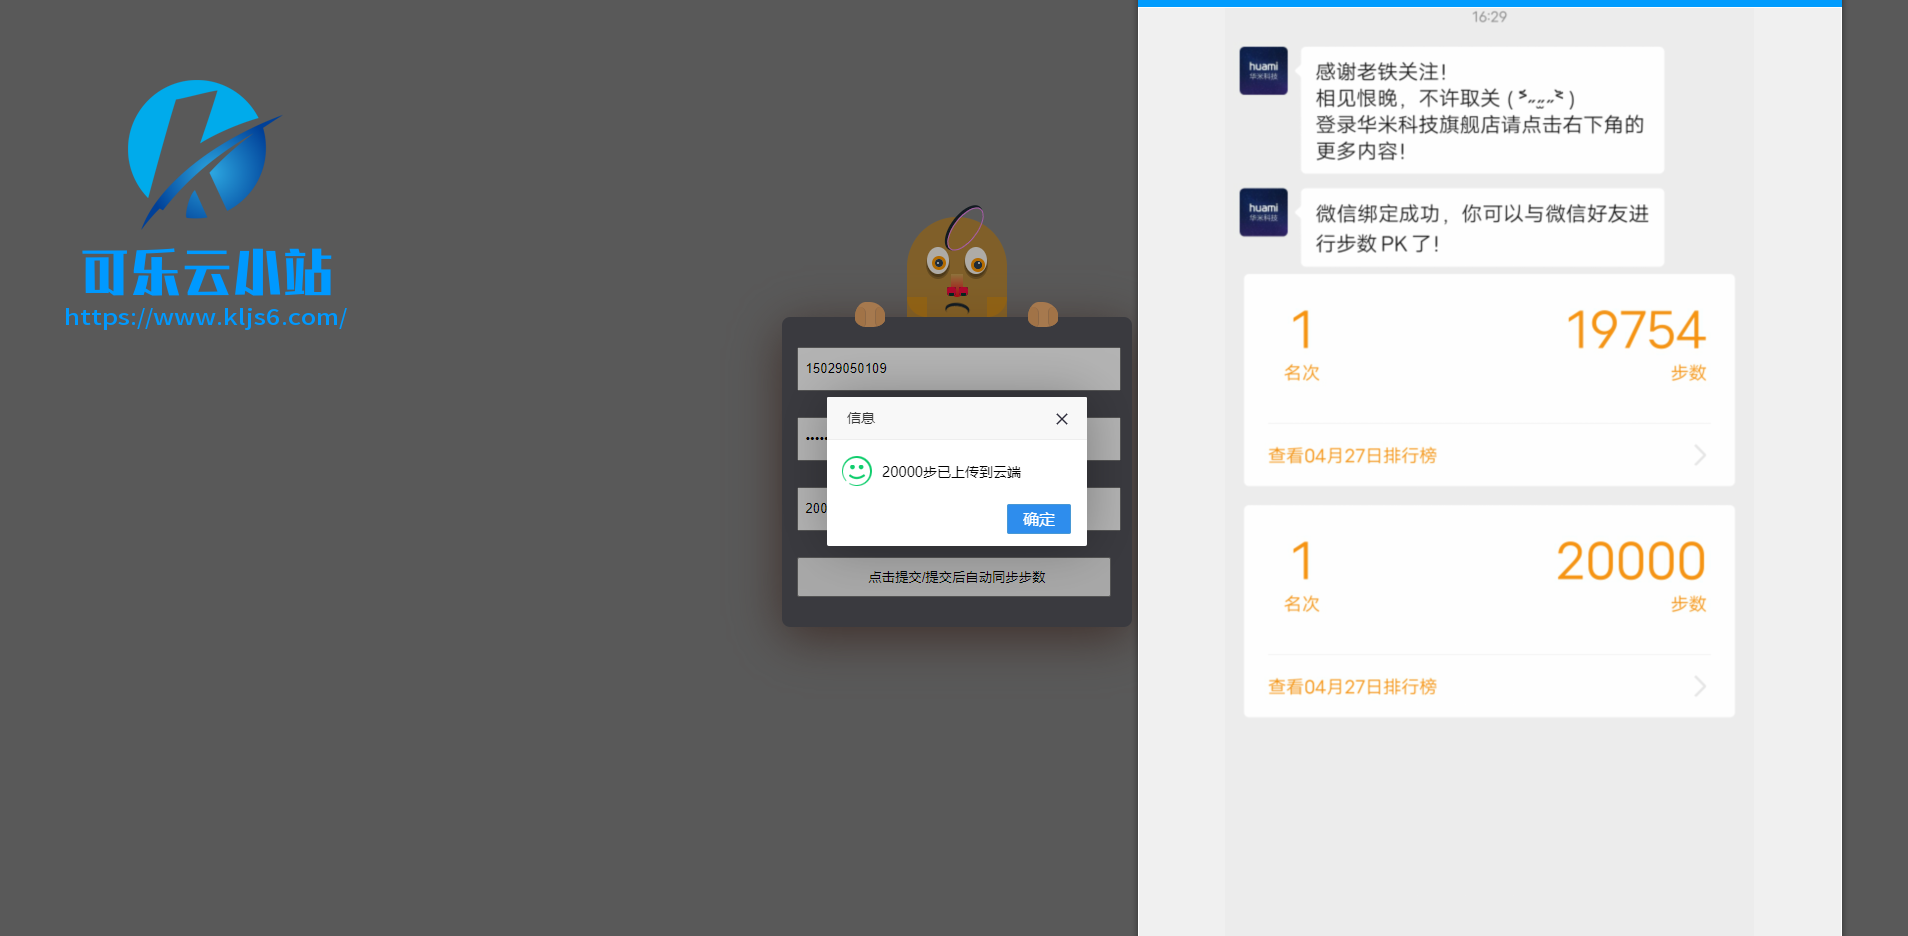 可乐云小站
https://www.kljs6.com/
15029050109
信息
20000步已上传到云端
200
确定
点击提交/提交后自动同步步数
16:29
huami
华米科技
感谢老铁关注!
相见恨晚，不许取关
登录华米科技旗舰店请点击右下角的
更多内容!
huami
华米科技
微信绑定成功，你可以与微信好友进
行步数 PK 了!
1
19754
名次
步数
查看04月27日排行榜
1
20000
名次
步数
查看04月27日排行榜